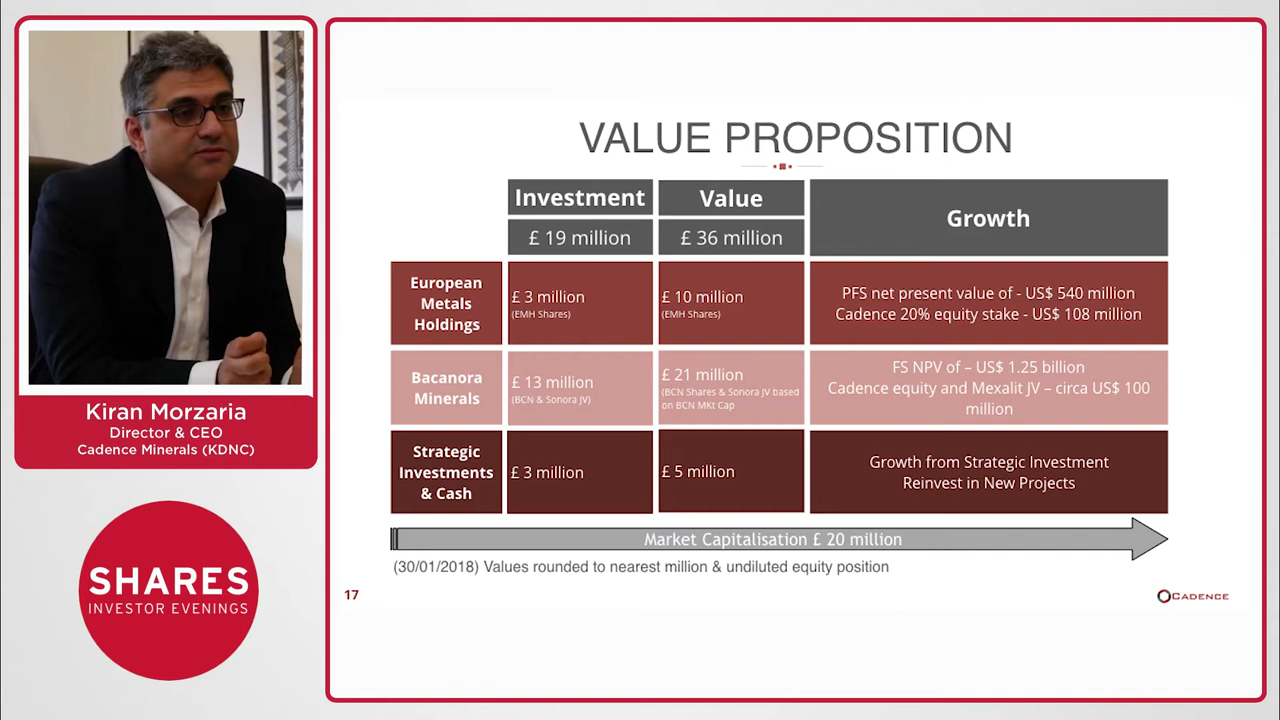 Kiran Morzaria
Director & CEO
Cadence Minerals (KDNC)
SHARES
INVESTOR EVENINGS
VALUE PROPOSITION
Investment
Value
Growth
£ 19 million
£ 36 million
European
Metals
Holdings
£ 3 million
(EMH Shares)
£ 10 million
(EMH Shares)
PFS net present value of - US$ 540 million
Cadence 20% equity stake - US$ 108 million
Bacanora
Minerals
£ 13 million
(BCN & Sonora JV)
£ 21 million
(BCN Shares & Sonora JV based
on BCN MKt Cap
FS NPV of – US$ 1.25 billion
Cadence equity and Mexalit JV – circa US$ 100
million
Strategic
Investments
& Cash
£ 3 million
£ 5 million
Growth from Strategic Investment
Reinvest in New Projects
Market Capitalisation £ 20 million
(30/01/2018) Values rounded to nearest million & undiluted equity position
17
CADENCE